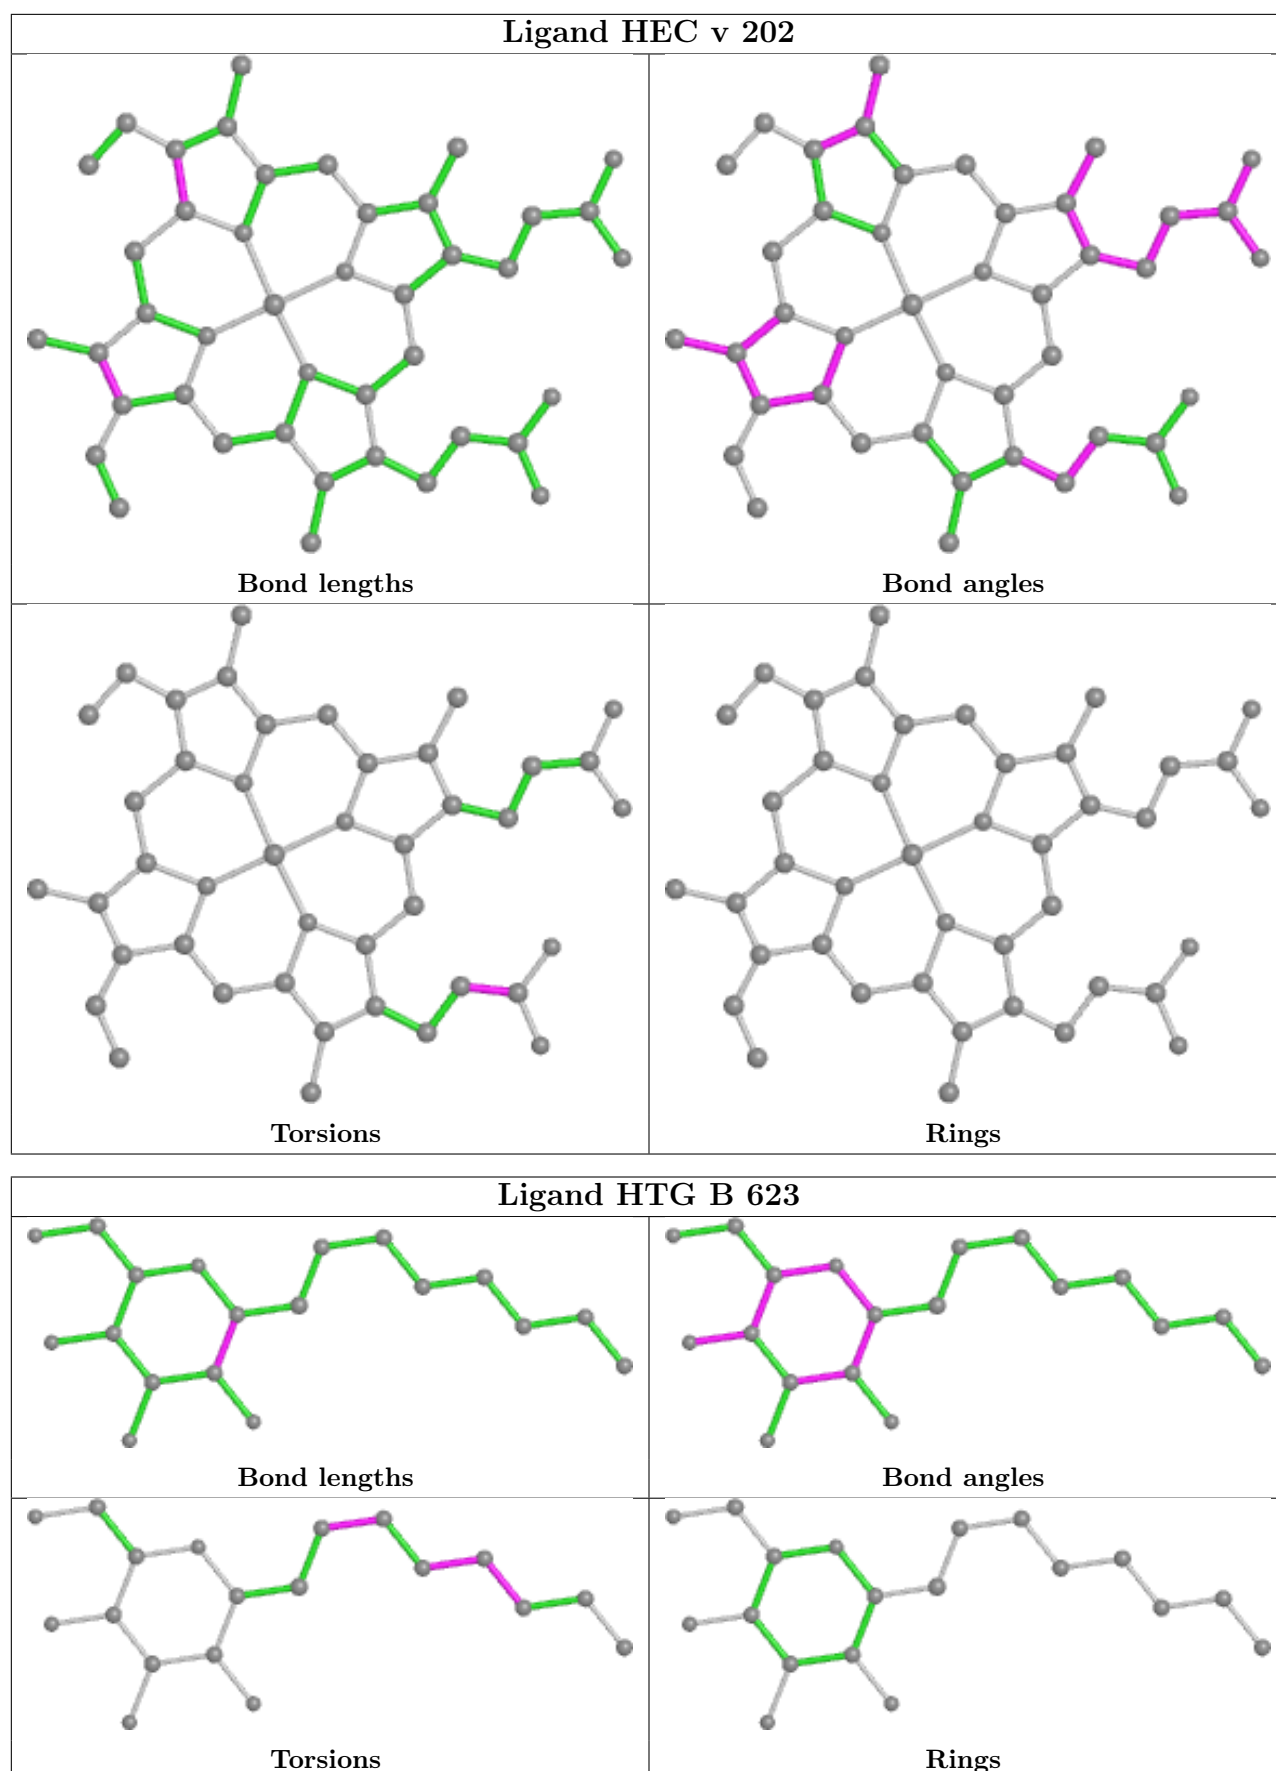 Ligand HEC v 202
Bond lengths
Bond angles
Torsions
Rings
Ligand HTG B 623
Bond lengths
Bond angles
Torsions
Rings